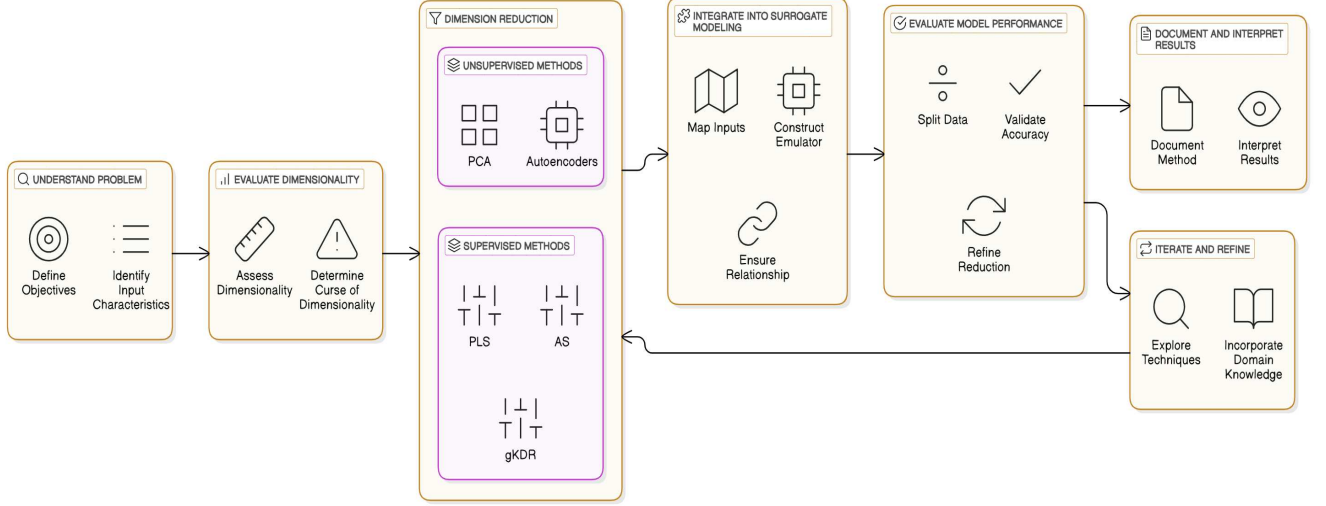 UNDERSTAND PROBLEM
Define
Objectives
Identify
Input
Characteristics
EVALUATE DIMENSIONALITY
Assess
Dimensionality
Determine
Curse of
Dimensionality
DIMENSION REDUCTION
UNSUPERVISED METHODS
PCA
Autoencoders
SUPERVISED METHODS
PLS
AS
gKDR
INTEGRATE INTO SURROGATE
MODELING
Map Inputs
Construct
Emulator
Ensure
Relationship
EVALUATE MODEL PERFORMANCE
Split Data
Validate
Accuracy
Refine
Reduction
DOCUMENT AND INTERPRET
RESULTS
Document
Method
Interpret
Results
ITERATE AND REFINE
Explore
Techniques
Incorporate
Domain
Knowledge